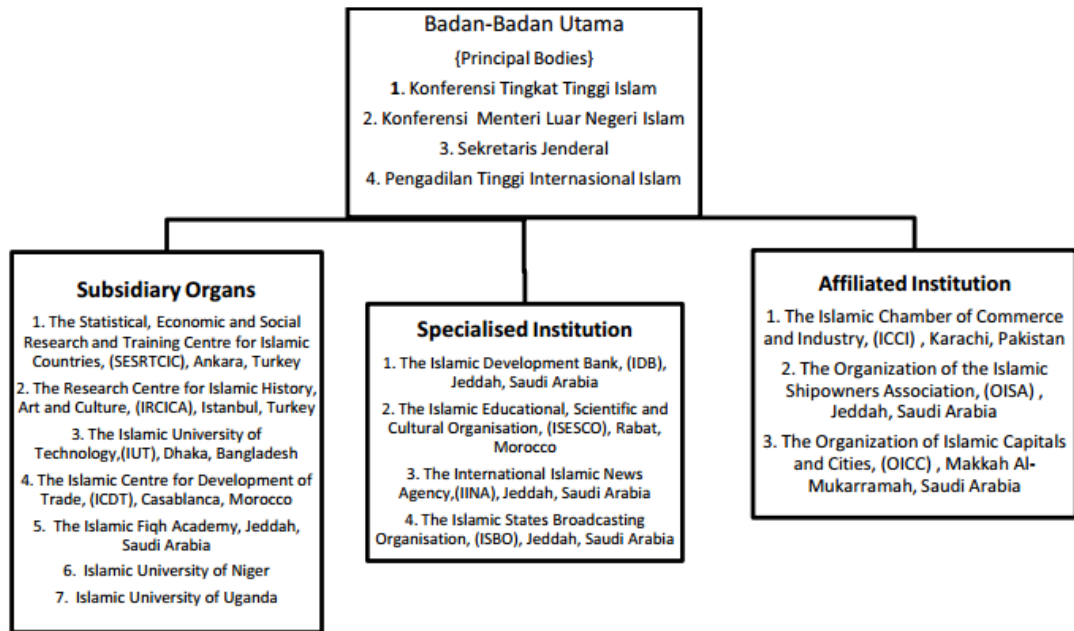 Badan-Badan Utama
{Principal Bodies}
1. Konferensi Tingkat Tinggi Islam
2. Konferensi Menteri Luar Negeri Islam
3. Sekretaris Jenderal
4. Pengadilan Tinggi Internasional Islam
Subsidiary Organs
1. The Statistical, Economic and Social
Research and Training Centre for Islamic
Countries, (SESRTCIC), Ankara, Turkey
2. The Research Centre for Islamic History,
Art and Culture, (IRCICA), Istanbul, Turkey
3. The Islamic University of
Technology,(IUT), Dhaka, Bangladesh
4. The Islamic Centre for Development of
Trade, (ICDT), Casablanca, Morocco
5. The Islamic Fiqh Academy, Jeddah,
Saudi Arabia
6. Islamic University of Niger
7. Islamic University of Uganda
Specialised Institution
1. The Islamic Development Bank, (IDB),
Jeddah, Saudi Arabia
2. The Islamic Educational, Scientific and
Cultural Organisation, (ISESCO), Rabat,
Morocco
3. The International Islamic News
Agency,(IINA), Jeddah, Saudi Arabia
4. The Islamic States Broadcasting
Organisation, (ISBO), Jeddah, Saudi Arabia
Affiliated Institution
1. The Islamic Chamber of Commerce
and Industry, (ICCI) , Karachi, Pakistan
2. The Organization of the Islamic
Shipowners Association, (OISA) ,
Jeddah, Saudi Arabia
3. The Organization of Islamic Capitals
and Cities, (OICC) , Makkah Al-
Mukarramah, Saudi Arabia